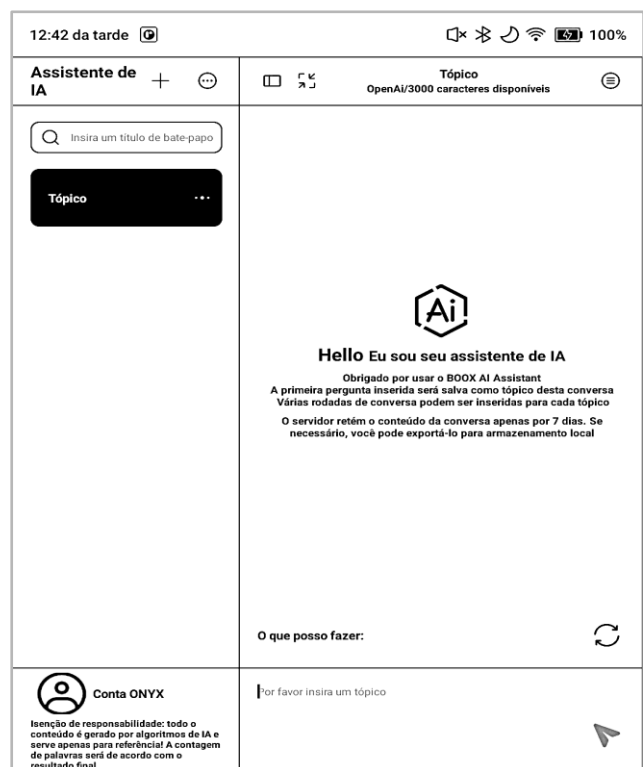 12:42 da tarde
100%
Assistente de
IA
Tópico
OpenAi/3000 caracteres disponíveis
Insira um título de bate-papo
Tópico
Ai
Hello Eu sou seu assistente de IA
Obrigado por usar o BOOX AI Assistant
A primeira pergunta inserida será salva como tópico desta conversa
Várias rodadas de conversa podem ser inseridas para cada tópico
O servidor retém o conteúdo da conversa apenas por 7 dias. Se
necessário, você pode exportá-lo para armazenamento local
O que posso fazer:
Conta ONYX
Isenção de responsabilidade: todo o
conteúdo é gerado por algoritmos de IA e
serve apenas para referência! A contagem
de palavras será de acordo com o
resultado final
Por favor insira um tópico